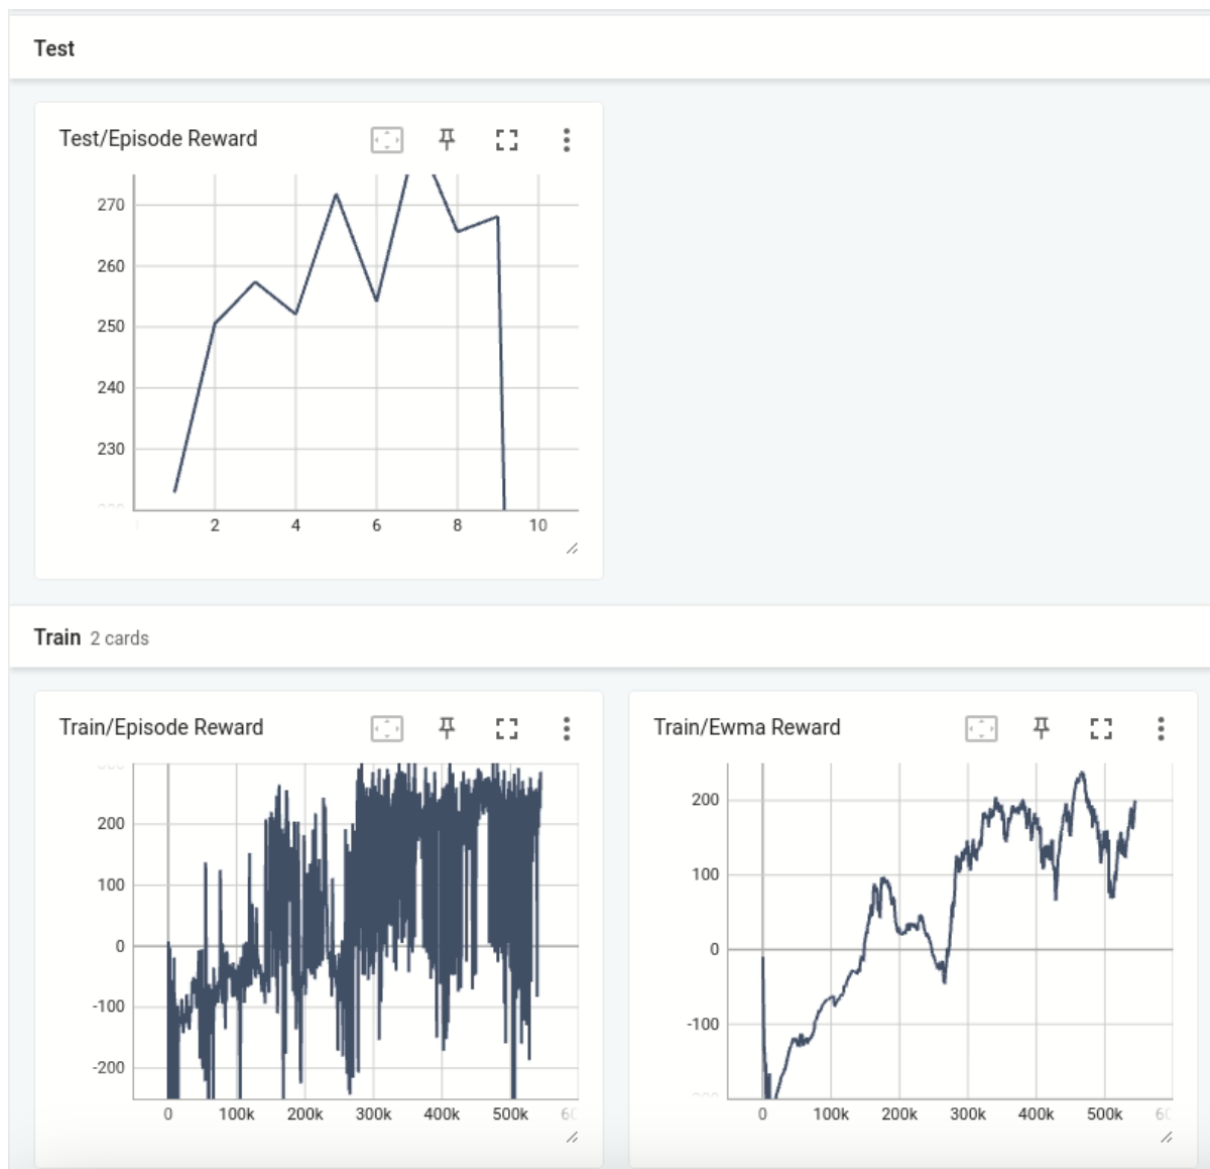 Test
Test/Episode Reward
270
260
250
240
230
2 4 6 8 10
Train 2 cards
Train/Episode Reward
200
100
0
-100
-200
0 100k 200k 300k 400k 500k
Train/Ewma Reward
200
100
0
-100
0 100k 200k 300k 400k 500k